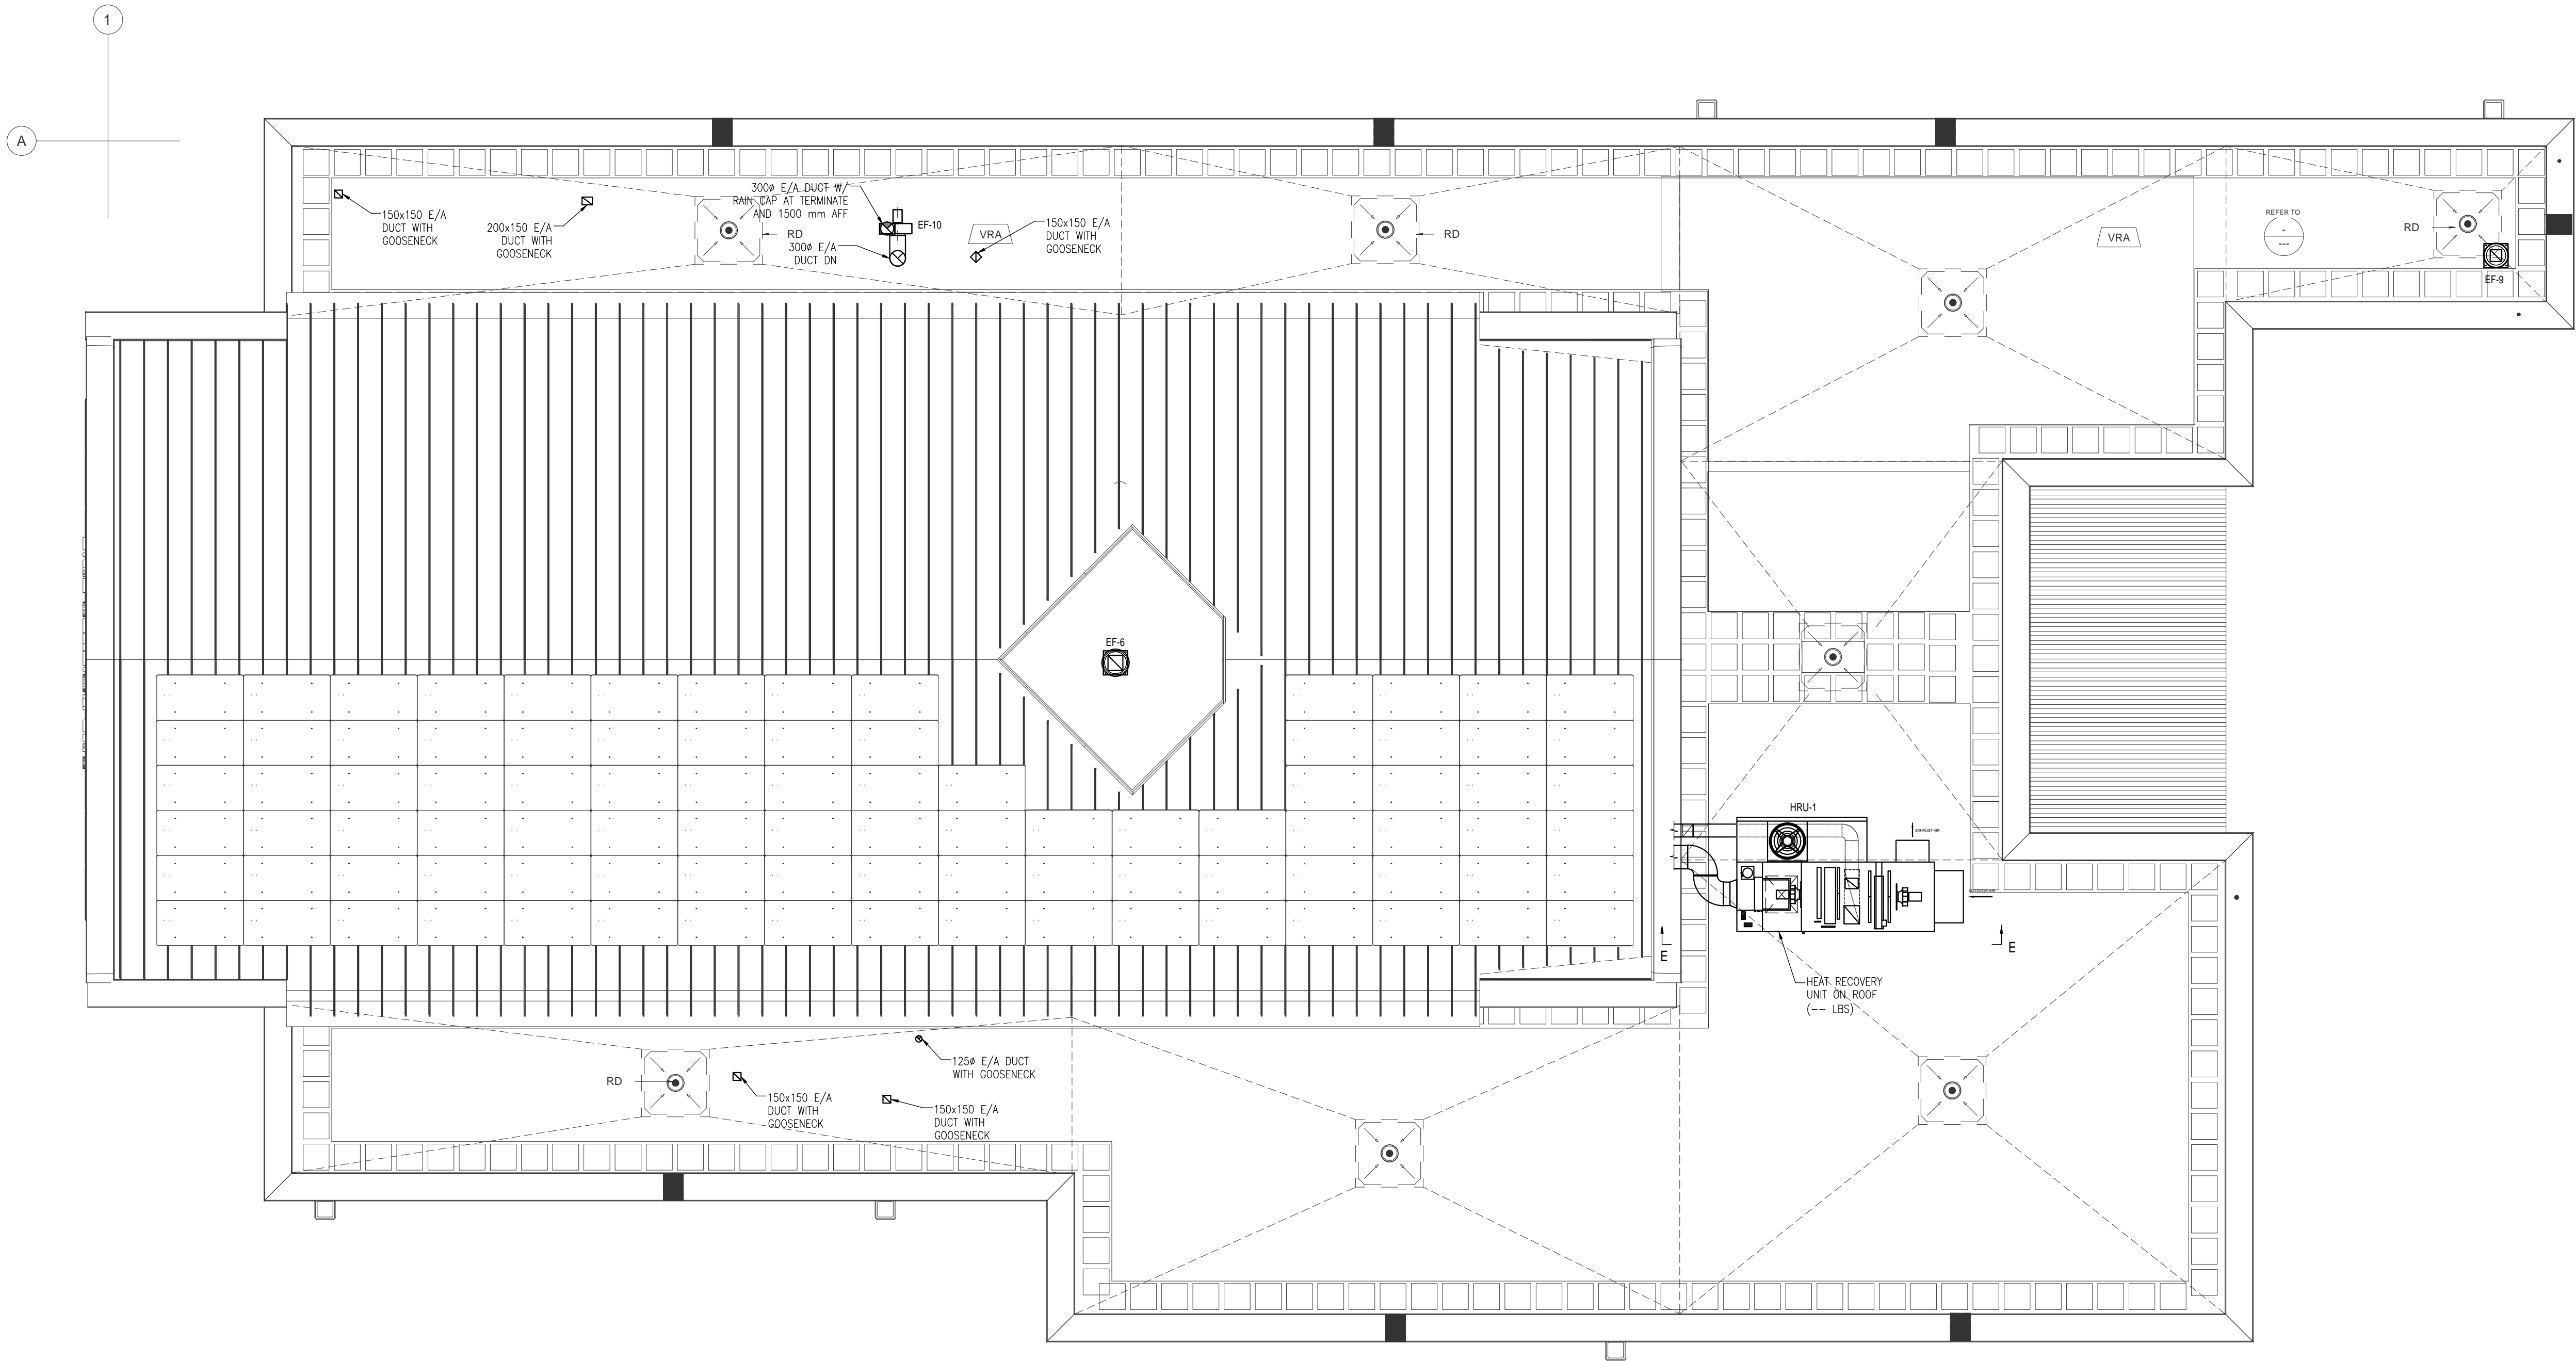 1
A
150x150 E/A
DUCT WITH
GOOSENECK
200x150 E/A
DUCT WITH
GOOSENECK
RD
300ø E/A DUCT W/
RAIN CAP AT TERMINATE
AND 1500 mm AFF
300ø E/A
DUCT DN
EF-10
VRA
150x150 E/A
DUCT WITH
GOOSENECK
RD
VRA
REFER TO
-
---
RD
EF-9
EF-6
HRU-1
EXHAUST AIR
OUTDOOR AIR
E
E
HEAT RECOVERY
UNIT ON ROOF
(-- LBS)
RD
125ø E/A DUCT
WITH GOOSENECK
150x150 E/A
DUCT WITH
GOOSENECK
150x150 E/A
DUCT WITH
GOOSENECK